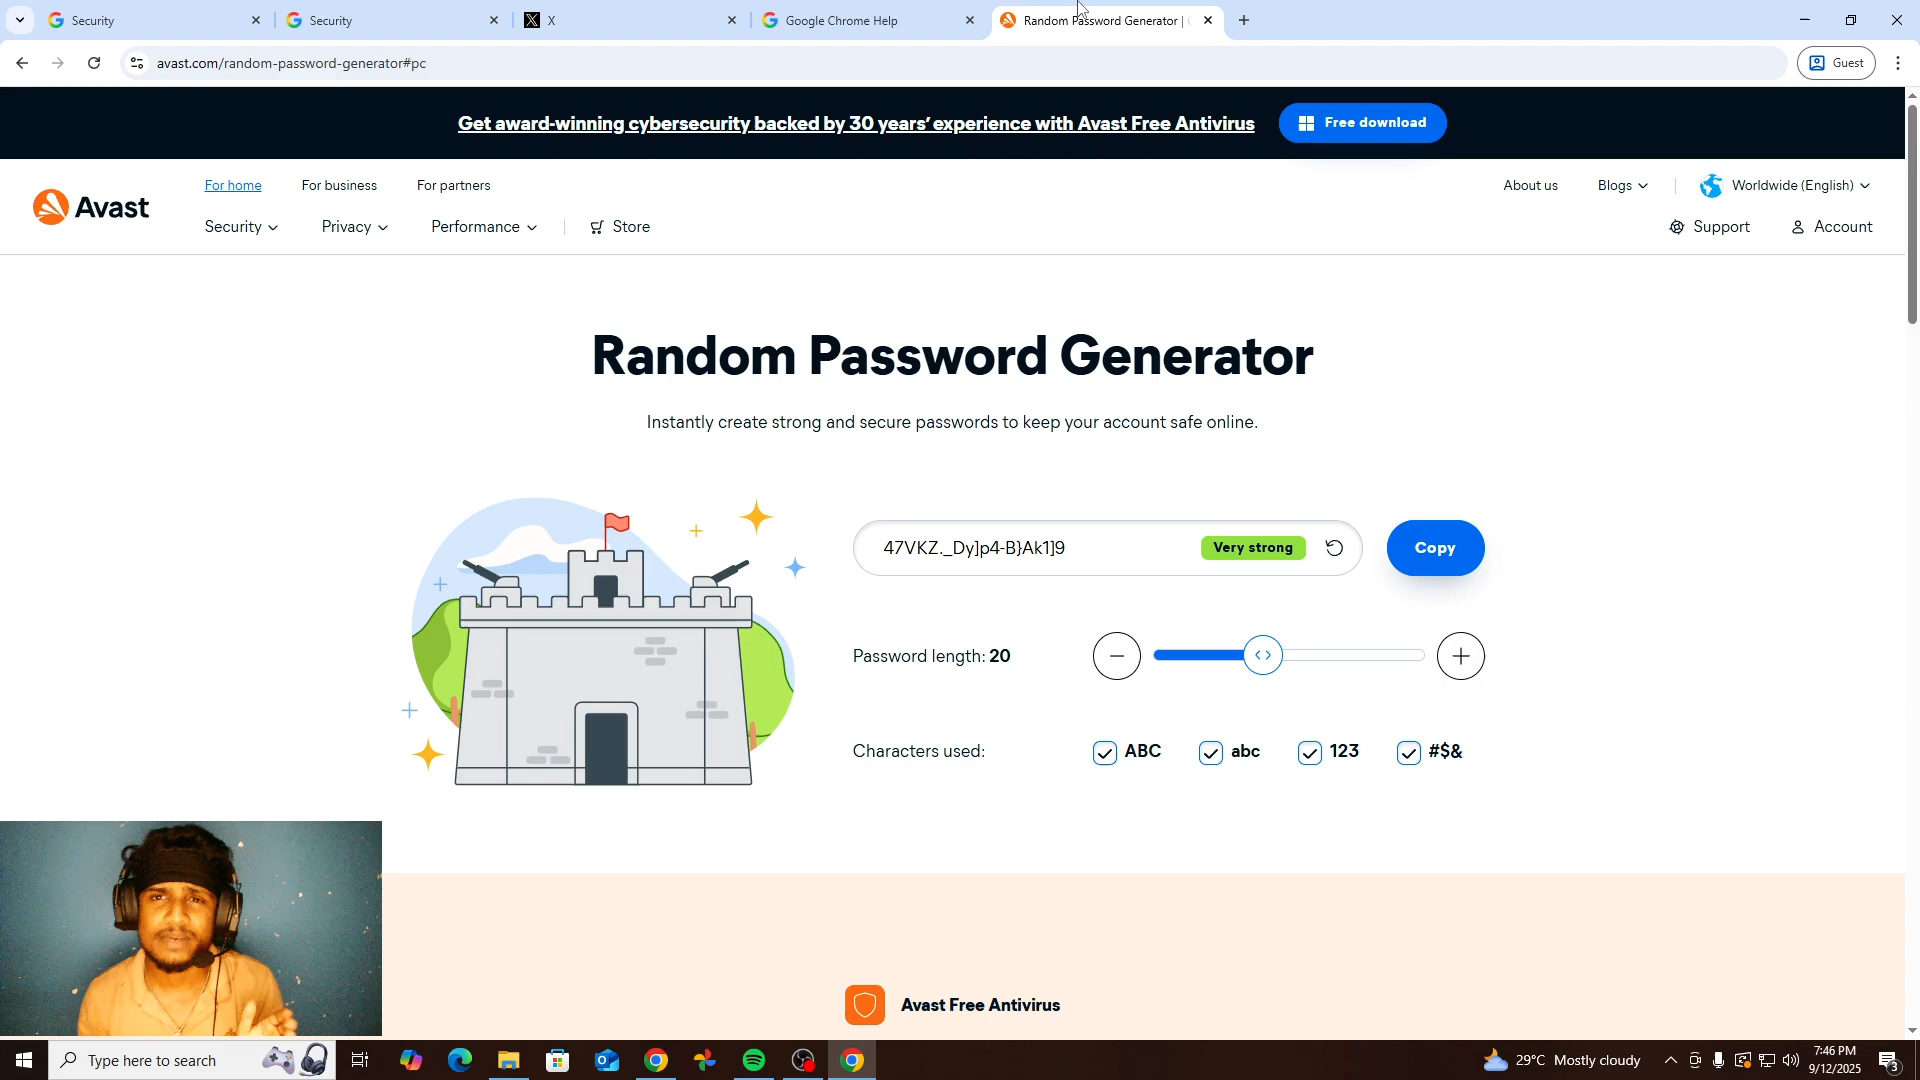 Security
Security
X
Google Chrome Help
Random Password Generator |
avast.com/random-password-generator#pc
Guest
Get award-winning cybersecurity backed by 30 years' experience with Avast Free Antivirus
Free download
For home
For business
For partners
About us
Blogs
Worldwide (English)
Avast
Security
Privacy
Performance
Store
Support
Account
Random Password Generator
Instantly create strong and secure passwords to keep your account safe online.
47VKZ._Dy]p4-B}Ak1]9
Very strong
Copy
Password length: 20
Characters used:
ABC
abc
123
#$&
Avast Free Antivirus
Type here to search
29°C Mostly cloudy
7:46 PM
9/12/2025
3